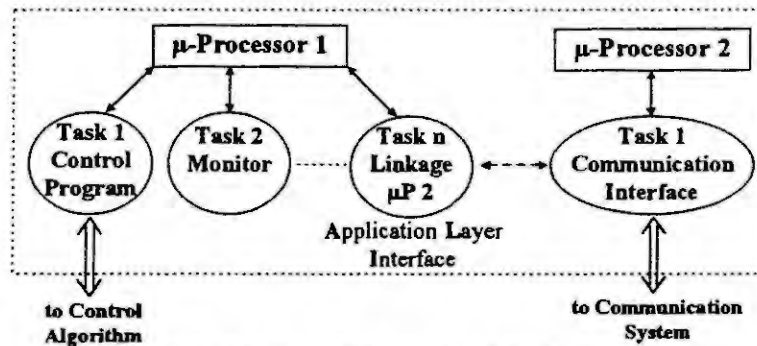 μ-Processor 1
μ-Processor 2
Task 1
Control
Program
Task 2
Monitor
Task n
Linkage
μP 2
Task 1
Communication
Interface
Application Layer
Interface
to Control
Algorithm
to Communication
System